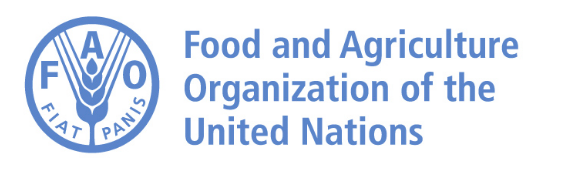 F A O
FIAT PANIS
Food and Agriculture
Organization of the
United Nations